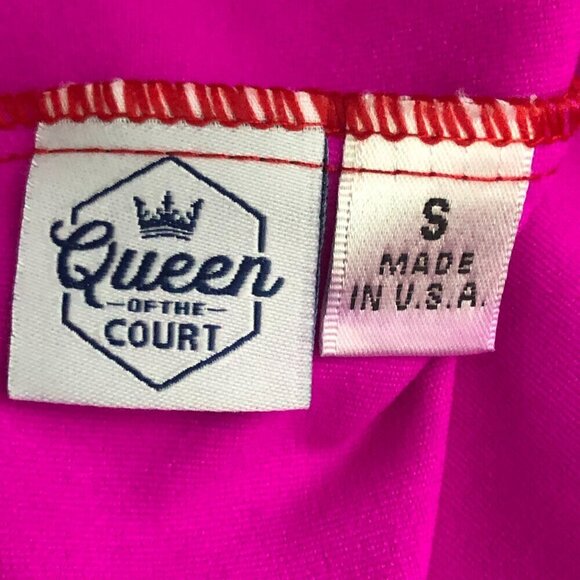 Queen
OF THE
COURT
S
MADE
IN U.S.A.